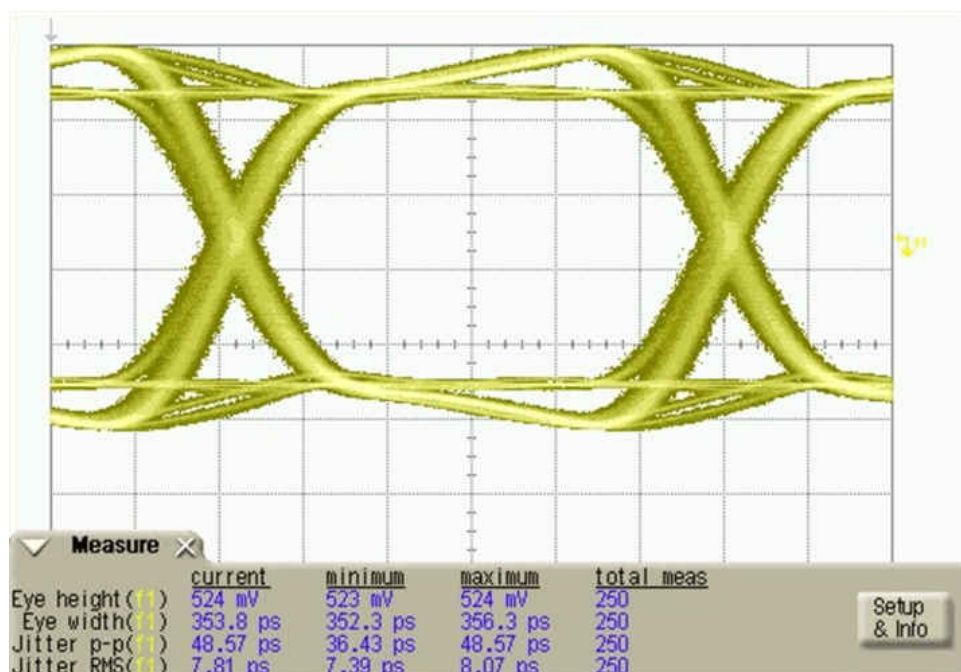 Measure
current minimum maximum total meas
Eye height(f1) 524 mV 523 mV 524 mV 250
Eye width(f1) 353.8 ps 352.3 ps 356.3 ps 250
Jitter p-p(f1) 48.57 ps 36.43 ps 48.57 ps 250
Jitter RMS(f1) 7.81 ps 7.39 ps 8.07 ps 250
Setup
& Info